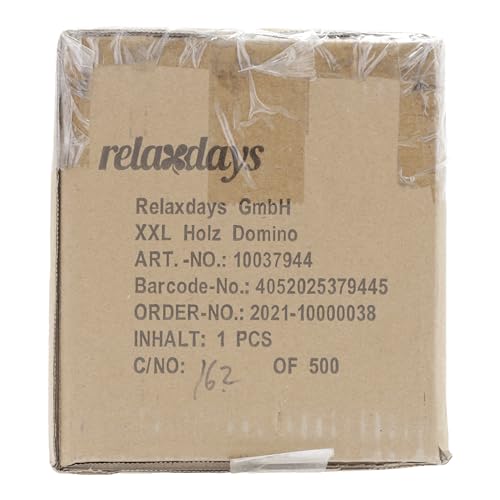 relaxdays
Relaxdays GmbH
XXL Holz Domino
ART.-NO.: 10037944
Barcode-No.: 4052025379445
ORDER-NO.: 2021-10000038
INHALT: 1 PCS
C/NO: 162 OF 500